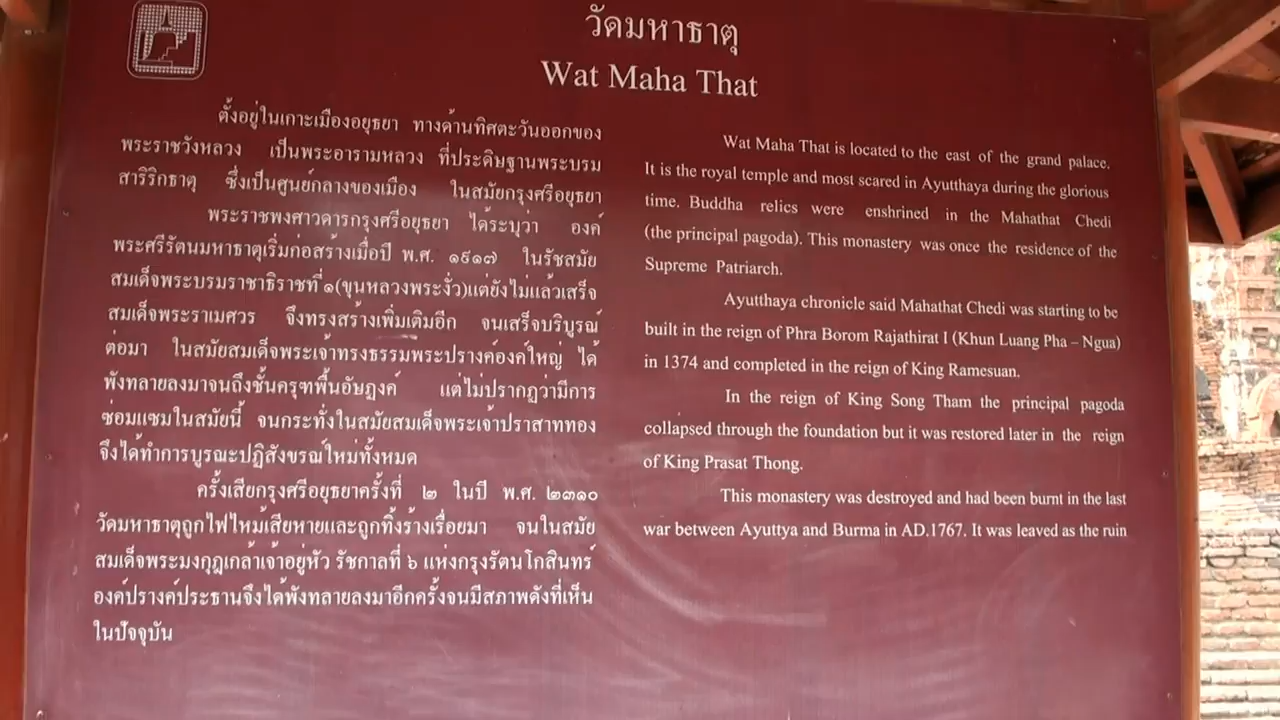 วัดมหาธาตุ
Wat Maha That
ตั้งอยู่ในเกาะเมืองอยุธยา ทางด้านทิศตะวันออกของ
พระราชวังหลวง เป็นพระอารามหลวง ที่ประดิษฐานพระบรม
สาริริกธาตุ ซึ่งเป็นศูนย์กลางของเมือง ในสมัยกรุงศรีอยุธยา
พระราชพงศาวดารกรุงศรีอยุธยา ได้ระบุว่า องค์
พระศรีรัตนมหาธาตุเริ่มก่อสร้างเมื่อปี พ.ศ. ๑๙๑๗ ในรัชสมัย
สมเด็จพระบรมราชาธิราชที่ ๑(ขุนหลวงพระงั่ว)แต่ยังไม่แล้วเสร็จ
สมเด็จพระราเมศวร จึงทรงสร้างเพิ่มเติมอีก จนเสร็จบริบูรณ์
ต่อมา ในสมัยสมเด็จพระเจ้าทรงธรรมพระปรางค์องค์ใหญ่ ได้
พังทลายลงมาจนถึงชั้นครุฑพื้นอัษฎงค์ แต่ไม่ปรากฏว่ามีการ
ซ่อมแซมในสมัยนี้ จนกระทั่งในสมัยสมเด็จพระเจ้าปราสาททอง
จึงได้ทำการบูรณะปฏิสังขรณ์ใหม่ทั้งหมด
ครั้งเสียกรุงศรีอยุธยาครั้งที่ ๒ ในปี พ.ศ. ๒๓๑๐
วัดมหาธาตุถูกไฟไหม้เสียหายและถูกทิ้งร้างเรื่อยมา จนในสมัย
สมเด็จพระมงกุฎเกล้าเจ้าอยู่หัว รัชกาลที่ ๖ แห่งกรุงรัตนโกสินทร์
องค์ปรางค์ประธานจึงได้พังทลายลงมาอีกครั้งจนมีสภาพดังที่เห็น
ในปัจจุบัน
Wat Maha That is located to the east of the grand palace.
It is the royal temple and most scared in Ayutthaya during the glorious
time. Buddha relics were enshrined in the Mahathat Chedi
(the principal pagoda). This monastery was once the residence of the
Supreme Patriarch.
Ayutthaya chronicle said Mahathat Chedi was starting to be
built in the reign of Phra Borom Rajathirat I (Khun Luang Pha – Ngua)
in 1374 and completed in the reign of King Ramesuan.
In the reign of King Song Tham the principal pagoda
collapsed through the foundation but it was restored later in the reign
of King Prasat Thong.
This monastery was destroyed and had been burnt in the last
war between Ayuttya and Burma in AD.1767. It was leaved as the ruin